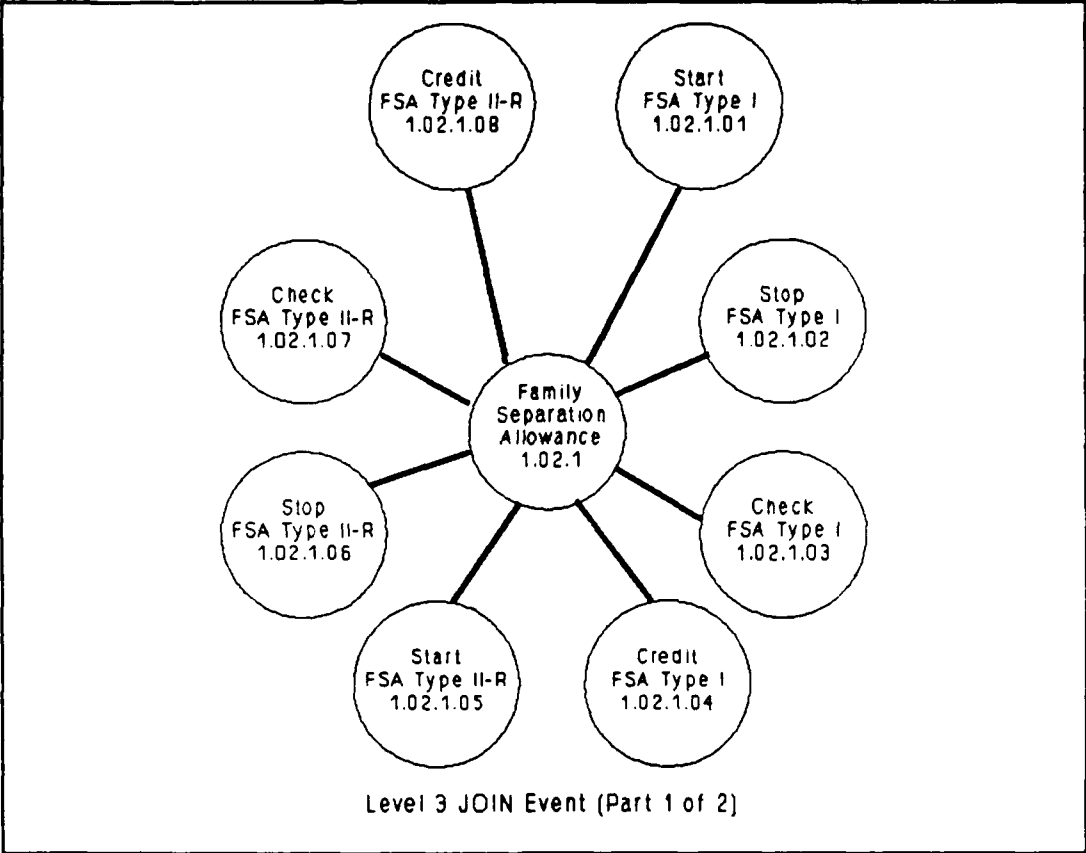 Credit
FSA Type II-R
1.02.1.08
Start
FSA Type I
1.02.1.01
Check
FSA Type II-R
1.02.1.07
Stop
FSA Type I
1.02.1.02
Family
Separation
Allowance
1.02.1
Stop
FSA Type II-R
1.02.1.06
Check
FSA Type I
1.02.1.03
Start
FSA Type II-R
1.02.1.05
Credit
FSA Type I
1.02.1.04
Level 3 JOIN Event (Part 1 of 2)